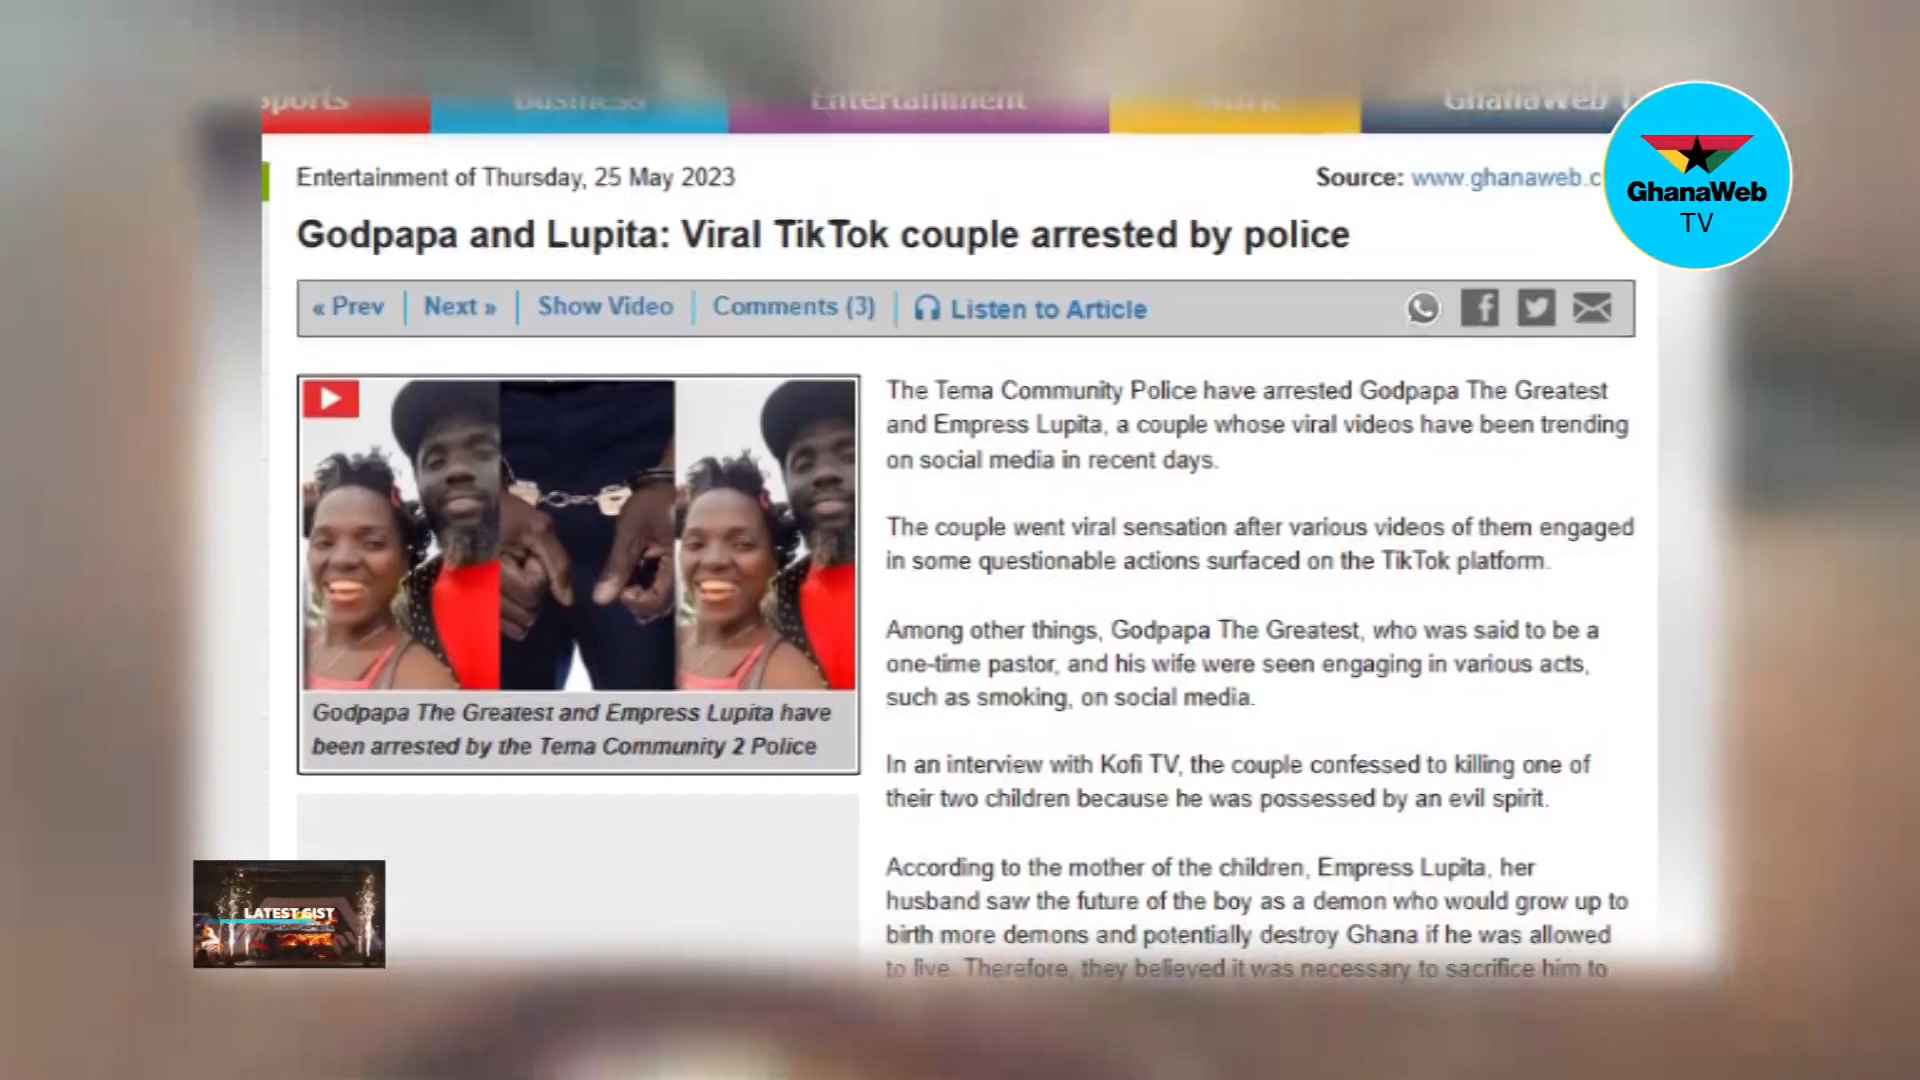 Sports Business Entertainment GhanaWeb
Entertainment of Thursday, 25 May 2023
Source: www.ghanaweb.c
GhanaWeb
TV
Godpapa and Lupita: Viral TikTok couple arrested by police
« Prev
Next »
Show Video
Comments (3)
Listen to Article
The Tema Community Police have arrested Godpapa The Greatest
and Empress Lupita, a couple whose viral videos have been trending
on social media in recent days.
The couple went viral sensation after various videos of them engaged
in some questionable actions surfaced on the TikTok platform.
Among other things, Godpapa The Greatest, who was said to be a
one-time pastor, and his wife were seen engaging in various acts,
such as smoking, on social media.
In an interview with Kofi TV, the couple confessed to killing one of
their two children because he was possessed by an evil spirit.
According to the mother of the children, Empress Lupita, her
husband saw the future of the boy as a demon who would grow up to
birth more demons and potentially destroy Ghana if he was allowed
to live. Therefore, they believed it was necessary to sacrifice him to
Godpapa The Greatest and Empress Lupita have
been arrested by the Tema Community 2 Police
LATEST GIST